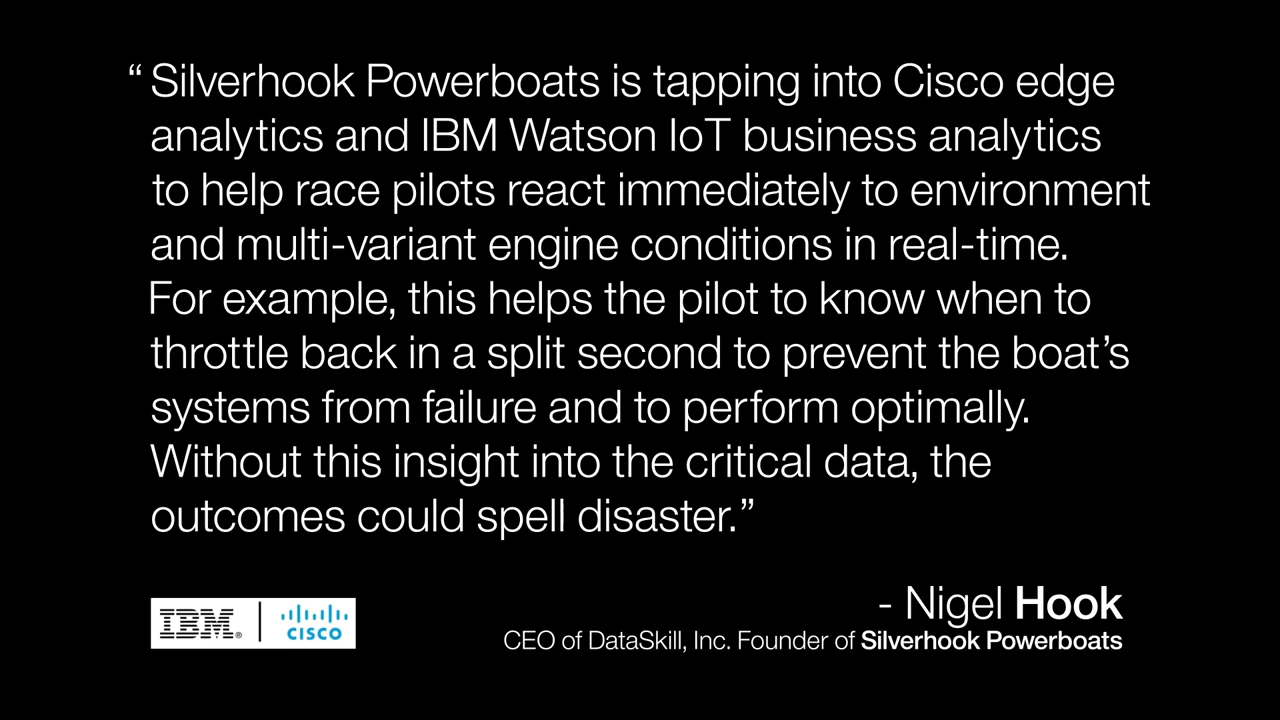 “ Silverhook Powerboats is tapping into Cisco edge
analytics and IBM Watson IoT business analytics
to help race pilots react immediately to environment
and multi-variant engine conditions in real-time.
For example, this helps the pilot to know when to
throttle back in a split second to prevent the boat’s
systems from failure and to perform optimally.
Without this insight into the critical data, the
outcomes could spell disaster.”
- Nigel Hook
CEO of DataSkill, Inc. Founder of Silverhook Powerboats
IBM®
CISCO